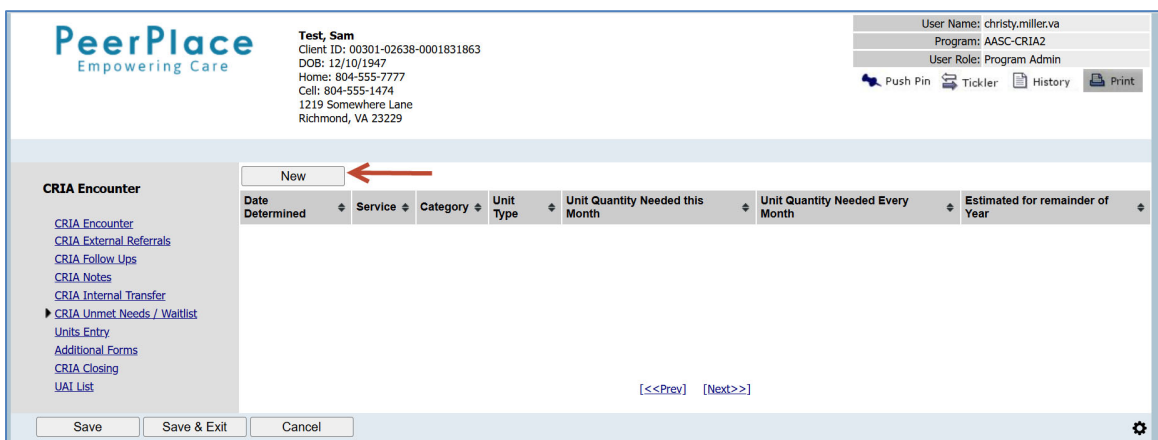 PeerPlace
Empowering Care
Test, Sam
Client ID: 00301-02638-0001831863
DOB: 12/10/1947
Home: 804-555-7777
Cell: 804-555-1474
1219 Somewhere Lane
Richmond, VA 23229
User Name: christy.miller.va
Program: AASC-CRIA2
User Role: Program Admin
Push Pin Tickler History Print
CRIA Encounter
CRIA Encounter
CRIA External Referrals
CRIA Follow Ups
CRIA Notes
CRIA Internal Transfer
CRIA Unmet Needs / Waitlist
Units Entry
Additional Forms
CRIA Closing
UAI List
New
Date Determined Service Category Unit Type Unit Quantity Needed this Month Unit Quantity Needed Every Month Estimated for remainder of Year
[<<Prev] [Next>>]
Save Save & Exit Cancel